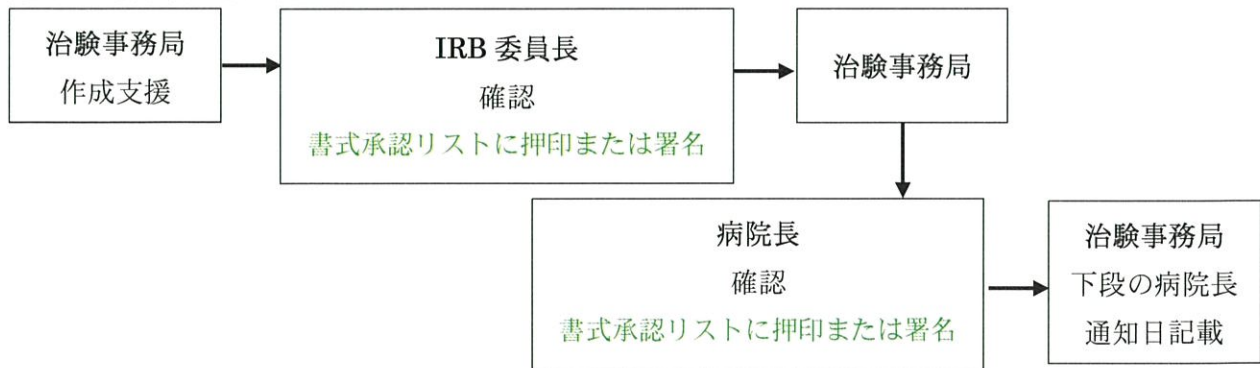 治験事務局
作成支援
IRB 委員長
確認
書式承認リストに押印または署名
治験事務局
病院長
確認
書式承認リストに押印または署名
治験事務局
下段の病院長
通知日記載